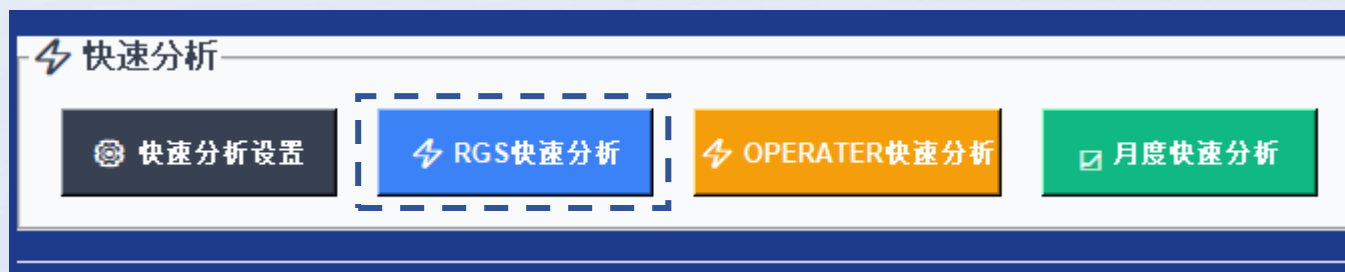 ⚡ 快速分析
快速分析设置
⚡ RGS快速分析
⚡ OPERATER快速分析
☑ 月度快速分析